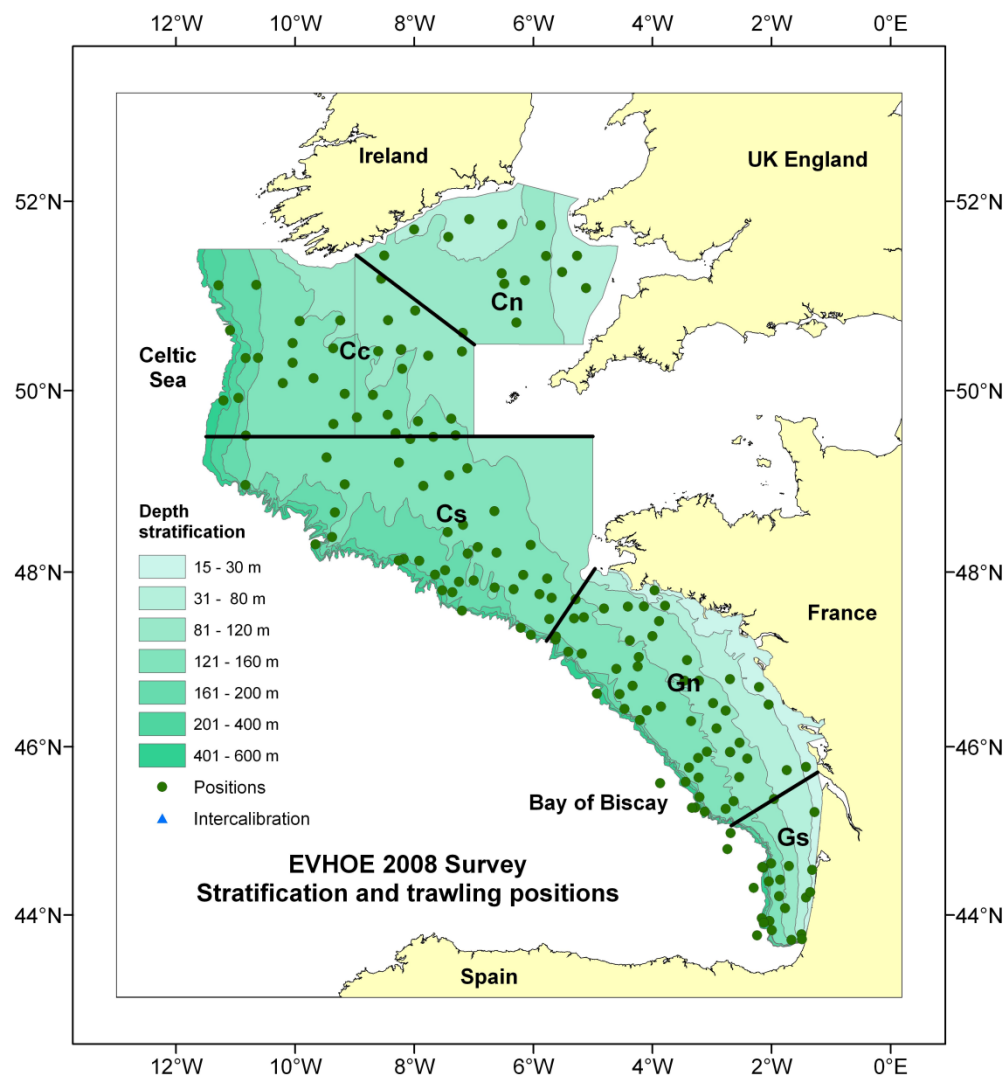 12°W 10°W 8°W 6°W 4°W 2°W 0°E
Ireland
UK England
52°N 52°N
Cn
Cc
Celtic
Sea
50°N 50°N
Cs
Depth
stratification
15 - 30 m
31 - 80 m
81 - 120 m
121 - 160 m
161 - 200 m
201 - 400 m
401 - 600 m
Positions
Intercalibration
48°N 48°N
France
Gn
46°N 46°N
Bay of Biscay
Gs
EVHOE 2008 Survey
Stratification and trawling positions
44°N 44°N
Spain
12°W 10°W 8°W 6°W 4°W 2°W 0°E